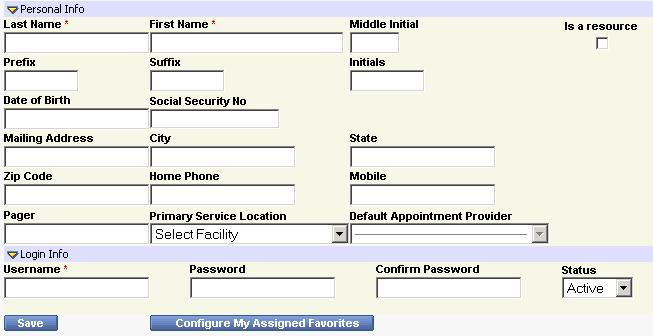 Personal Info
Last Name * First Name * Middle Initial Is a resource
Prefix Suffix Initials
Date of Birth Social Security No
Mailing Address City State
Zip Code Home Phone Mobile
Pager Primary Service Location Default Appointment Provider
Select Facility
Login Info
Username * Password Confirm Password Status
Active
Save Configure My Assigned Favorites